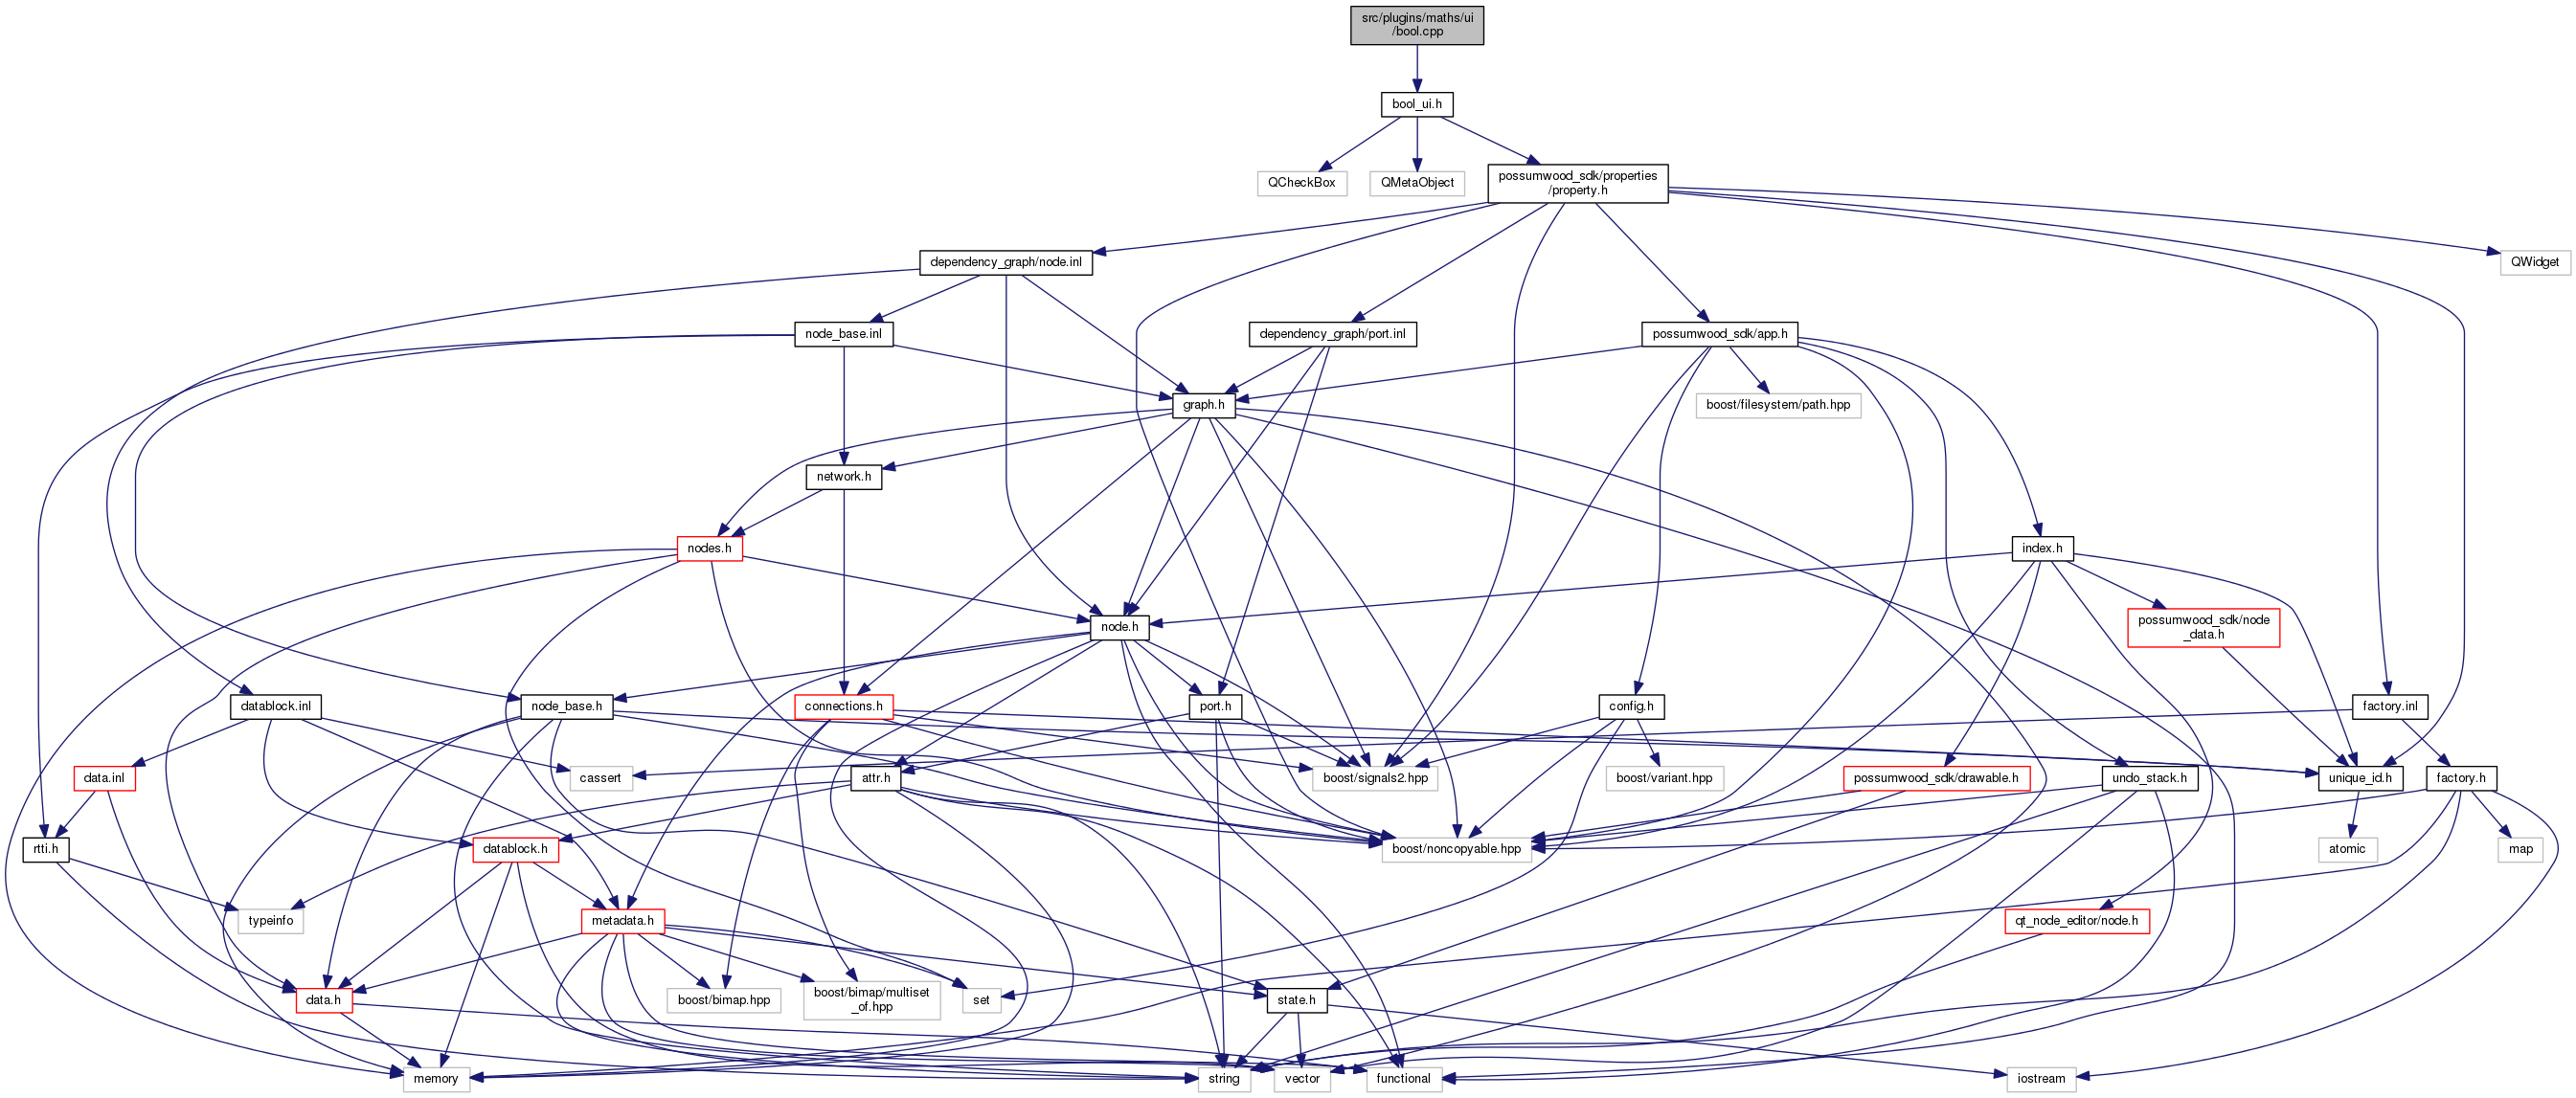 src/plugins/maths/ui
/bool.cpp
bool_ui.h
QCheckBox
QMetaObject
possumwood_sdk/properties
/property.h
dependency_graph/node.inl
QWidget
node_base.inl
dependency_graph/port.inl
possumwood_sdk/app.h
graph.h
boost/filesystem/path.hpp
network.h
nodes.h
index.h
node.h
possumwood_sdk/node
_data.h
datablock.inl
node_base.h
connections.h
port.h
config.h
factory.inl
data.inl
cassert
attr.h
boost/signals2.hpp
boost/variant.hpp
possumwood_sdk/drawable.h
undo_stack.h
unique_id.h
factory.h
rtti.h
datablock.h
boost/noncopyable.hpp
atomic
map
typeinfo
metadata.h
qt_node_editor/node.h
data.h
boost/bimap.hpp
boost/bimap/multiset
_of.hpp
set
state.h
memory
string
vector
functional
iostream